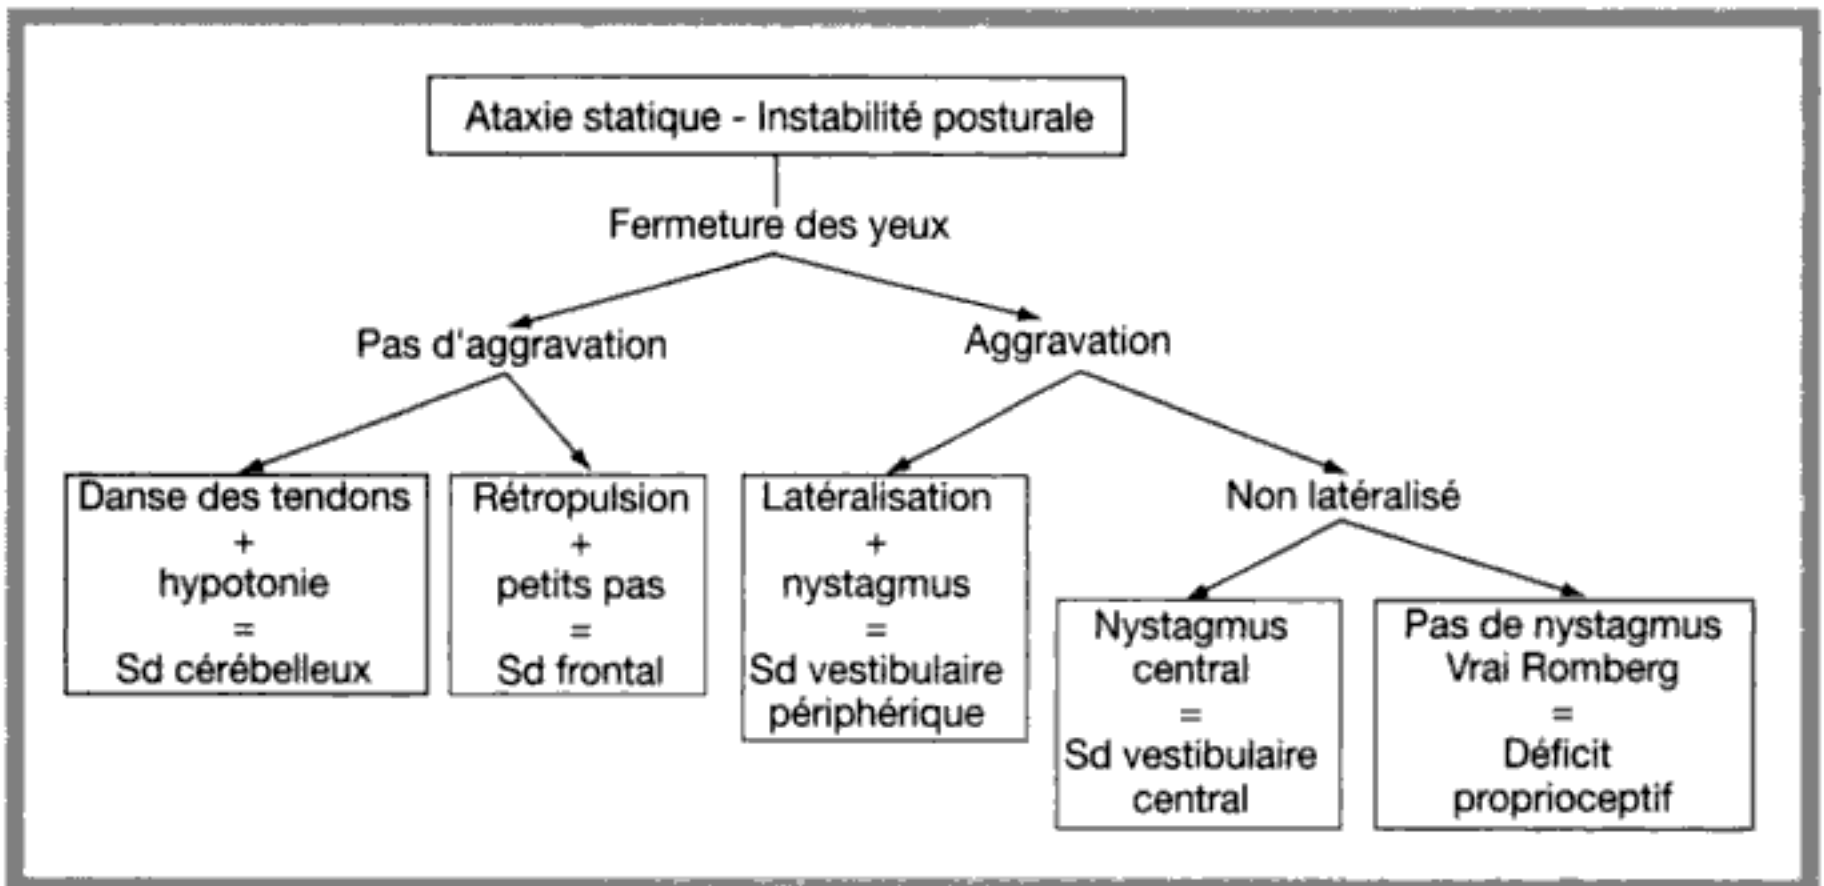 Ataxie statique - Instabilité posturale
Fermeture des yeux
Pas d'aggravation
Aggravation
Danse des tendons
+
hypotonie
=
Sd cérébelleux
Rétropulsion
+
petits pas
=
Sd frontal
Latéralisation
+
nystagmus
=
Sd vestibulaire
périphérique
Non latéralisé
Nystagmus
central
=
Sd vestibulaire
central
Pas de nystagmus
Vrai Romberg
=
Déficit
proprioceptif